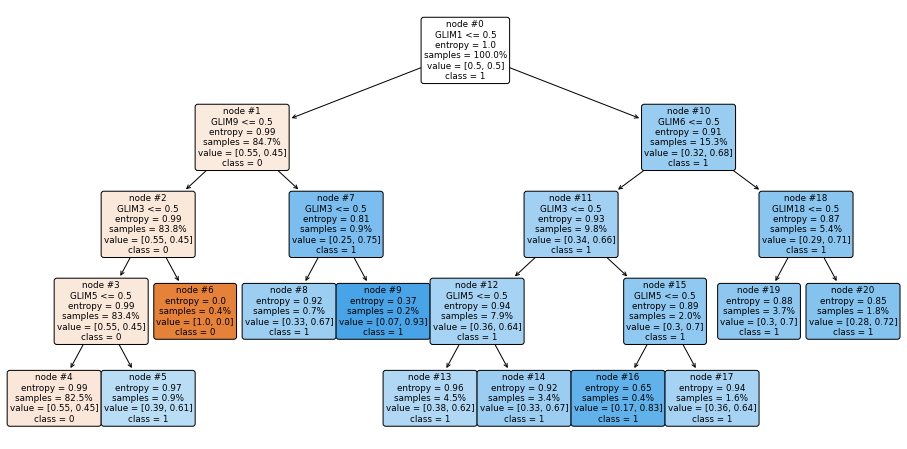 node #0
GLIM1 <= 0.5
entropy = 1.0
samples = 100.0%
value = [0.5, 0.5]
class = 1
node #1
GLIM9 <= 0.5
entropy = 0.99
samples = 84.7%
value = [0.55, 0.45]
class = 0
node #10
GLIM6 <= 0.5
entropy = 0.91
samples = 15.3%
value = [0.32, 0.68]
class = 1
node #2
GLIM3 <= 0.5
entropy = 0.99
samples = 83.8%
value = [0.55, 0.45]
class = 0
node #7
GLIM3 <= 0.5
entropy = 0.81
samples = 0.9%
value = [0.25, 0.75]
class = 1
node #11
GLIM3 <= 0.5
entropy = 0.93
samples = 9.8%
value = [0.34, 0.66]
class = 1
node #18
GLIM18 <= 0.5
entropy = 0.87
samples = 5.4%
value = [0.29, 0.71]
class = 1
node #3
GLIM5 <= 0.5
entropy = 0.99
samples = 83.4%
value = [0.55, 0.45]
class = 0
node #6
entropy = 0.0
samples = 0.4%
value = [1.0, 0.0]
class = 0
node #8
entropy = 0.92
samples = 0.7%
value = [0.33, 0.67]
class = 1
node #9
entropy = 0.37
samples = 0.2%
value = [0.07, 0.93]
class = 1
node #12
GLIM5 <= 0.5
entropy = 0.94
samples = 7.9%
value = [0.36, 0.64]
class = 1
node #15
GLIM5 <= 0.5
entropy = 0.89
samples = 2.0%
value = [0.3, 0.7]
class = 1
node #19
entropy = 0.88
samples = 3.7%
value = [0.3, 0.7]
class = 1
node #20
entropy = 0.85
samples = 1.8%
value = [0.28, 0.72]
class = 1
node #4
entropy = 0.99
samples = 82.5%
value = [0.55, 0.45]
class = 0
node #5
entropy = 0.97
samples = 0.9%
value = [0.39, 0.61]
class = 1
node #13
entropy = 0.96
samples = 4.5%
value = [0.38, 0.62]
class = 1
node #14
entropy = 0.92
samples = 3.4%
value = [0.33, 0.67]
class = 1
node #16
entropy = 0.65
samples = 0.4%
value = [0.17, 0.83]
class = 1
node #17
entropy = 0.94
samples = 1.6%
value = [0.36, 0.64]
class = 1